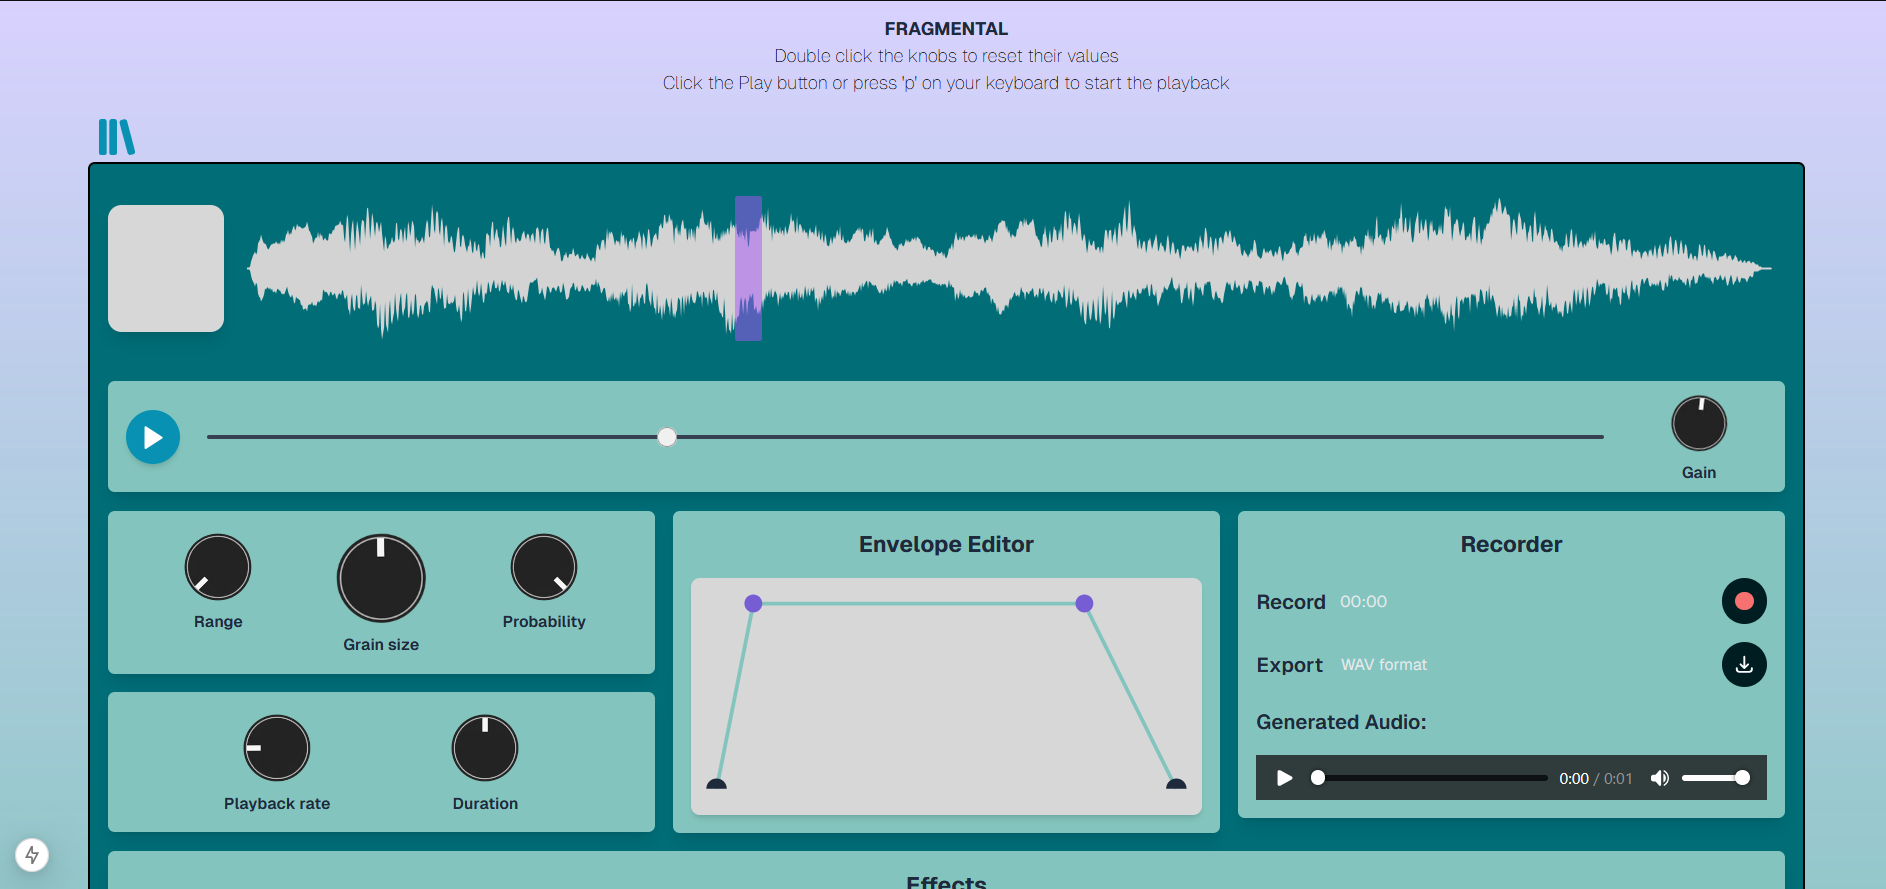 FRAGMENTAL
Double click the knobs to reset their values
Click the Play button or press 'p' on your keyboard to start the playback
Gain
Range
Grain size
Probability
Playback rate
Duration
Envelope Editor
Recorder
Record 00:00
Export WAV format
Generated Audio:
0:00 / 0:01
Effects